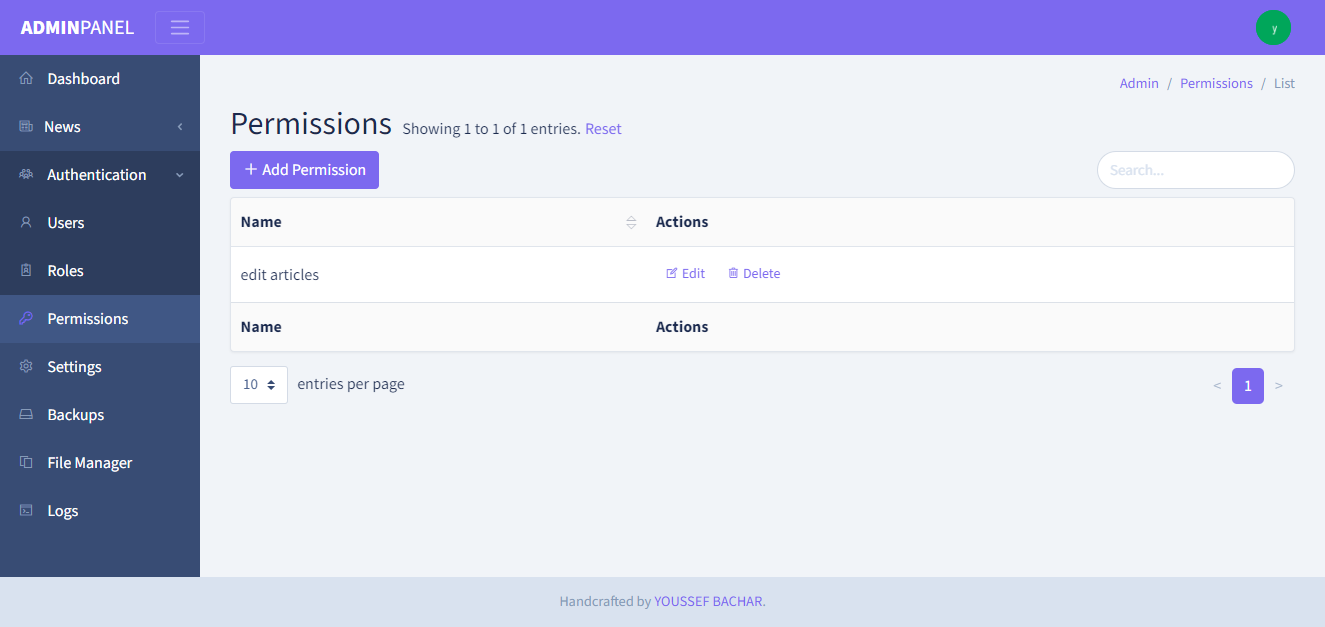 ADMINPANEL
y
Dashboard
News
Authentication
Users
Roles
Permissions
Settings
Backups
File Manager
Logs
Admin / Permissions / List
Permissions Showing 1 to 1 of 1 entries. Reset
+ Add Permission
Search...
Name Actions
edit articles Edit Delete
Name Actions
10 entries per page
< 1 >
Handcrafted by YOUSSEF BACHAR.